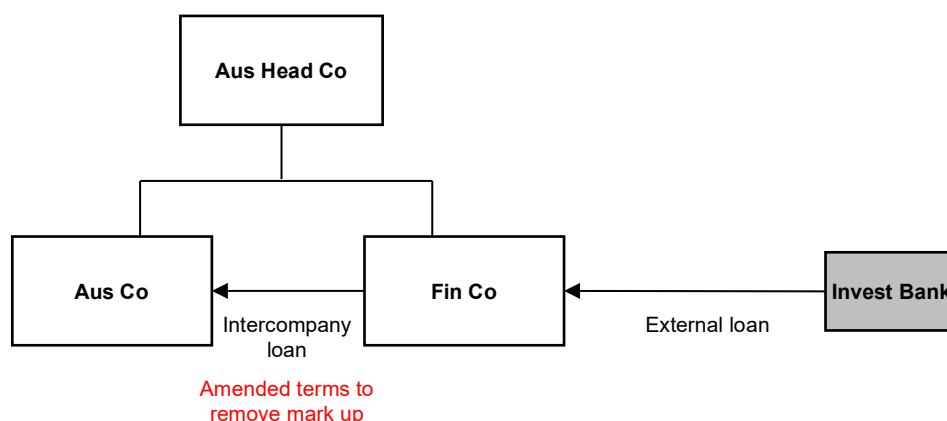 Aus Head Co
Aus Co
Fin Co
Invest Bank
Intercompany
loan
External loan
Amended terms to
remove mark up